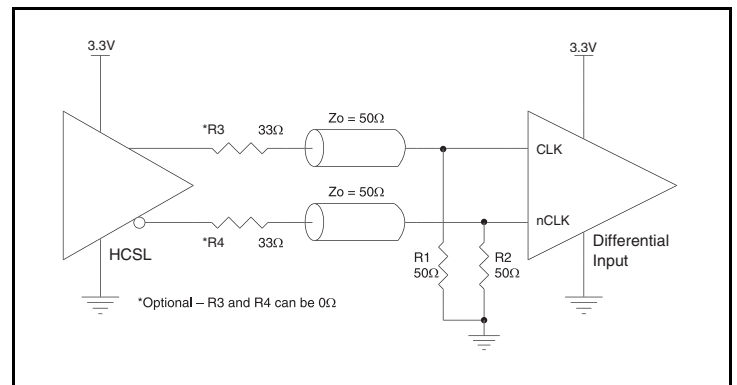 3.3V
3.3V
*R3
33Ω
Zo = 50Ω
CLK
Zo = 50Ω
nCLK
*R4
33Ω
HCSL
R1
50Ω
R2
50Ω
Differential
Input
*Optional – R3 and R4 can be 0Ω